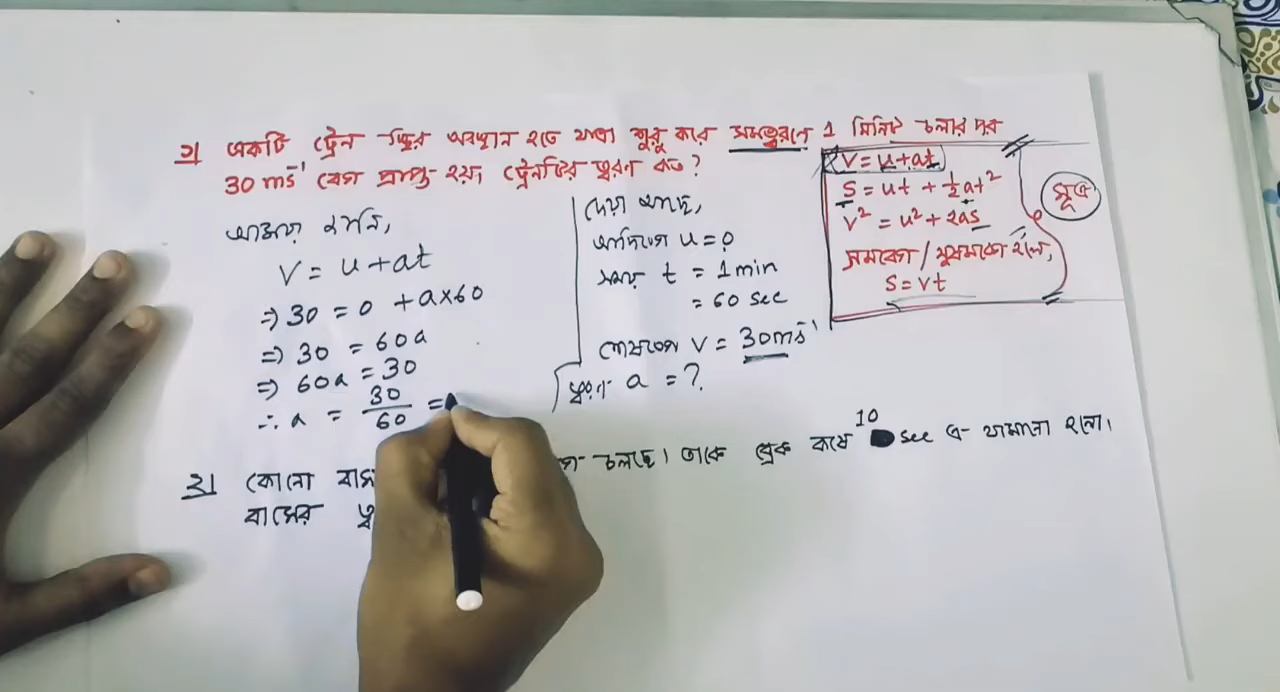 ১। একটি ট্রেন স্থির অবস্থান হতে যাত্রা শুরু করে সমত্বরণে 1 মিনিট চলার পর
30 ms⁻¹ বেগ প্রাপ্ত হয়। ট্রেনটির ত্বরণ কত?
আমরা জানি,
V = u + at
⇒ 30 = 0 + a×60
⇒ 30 = 60a
⇒ 60a = 30
∴ a = 30/60 =
দেয়া আছে,
আদিবেগ u = 0
সময় t = 1 min
= 60 sec
শেষবেগ V = 30ms⁻¹
ত্বরণ a = ?
V = u + at
S = ut + ½at²
V² = u² + 2as
সমবেগ / সুষমবেগ হলে,
S = Vt
সূত্র
২। কোনো বাস চলছে। তাকে ব্রেক কষে 10 sec এ থামানো হলো।
বাসের